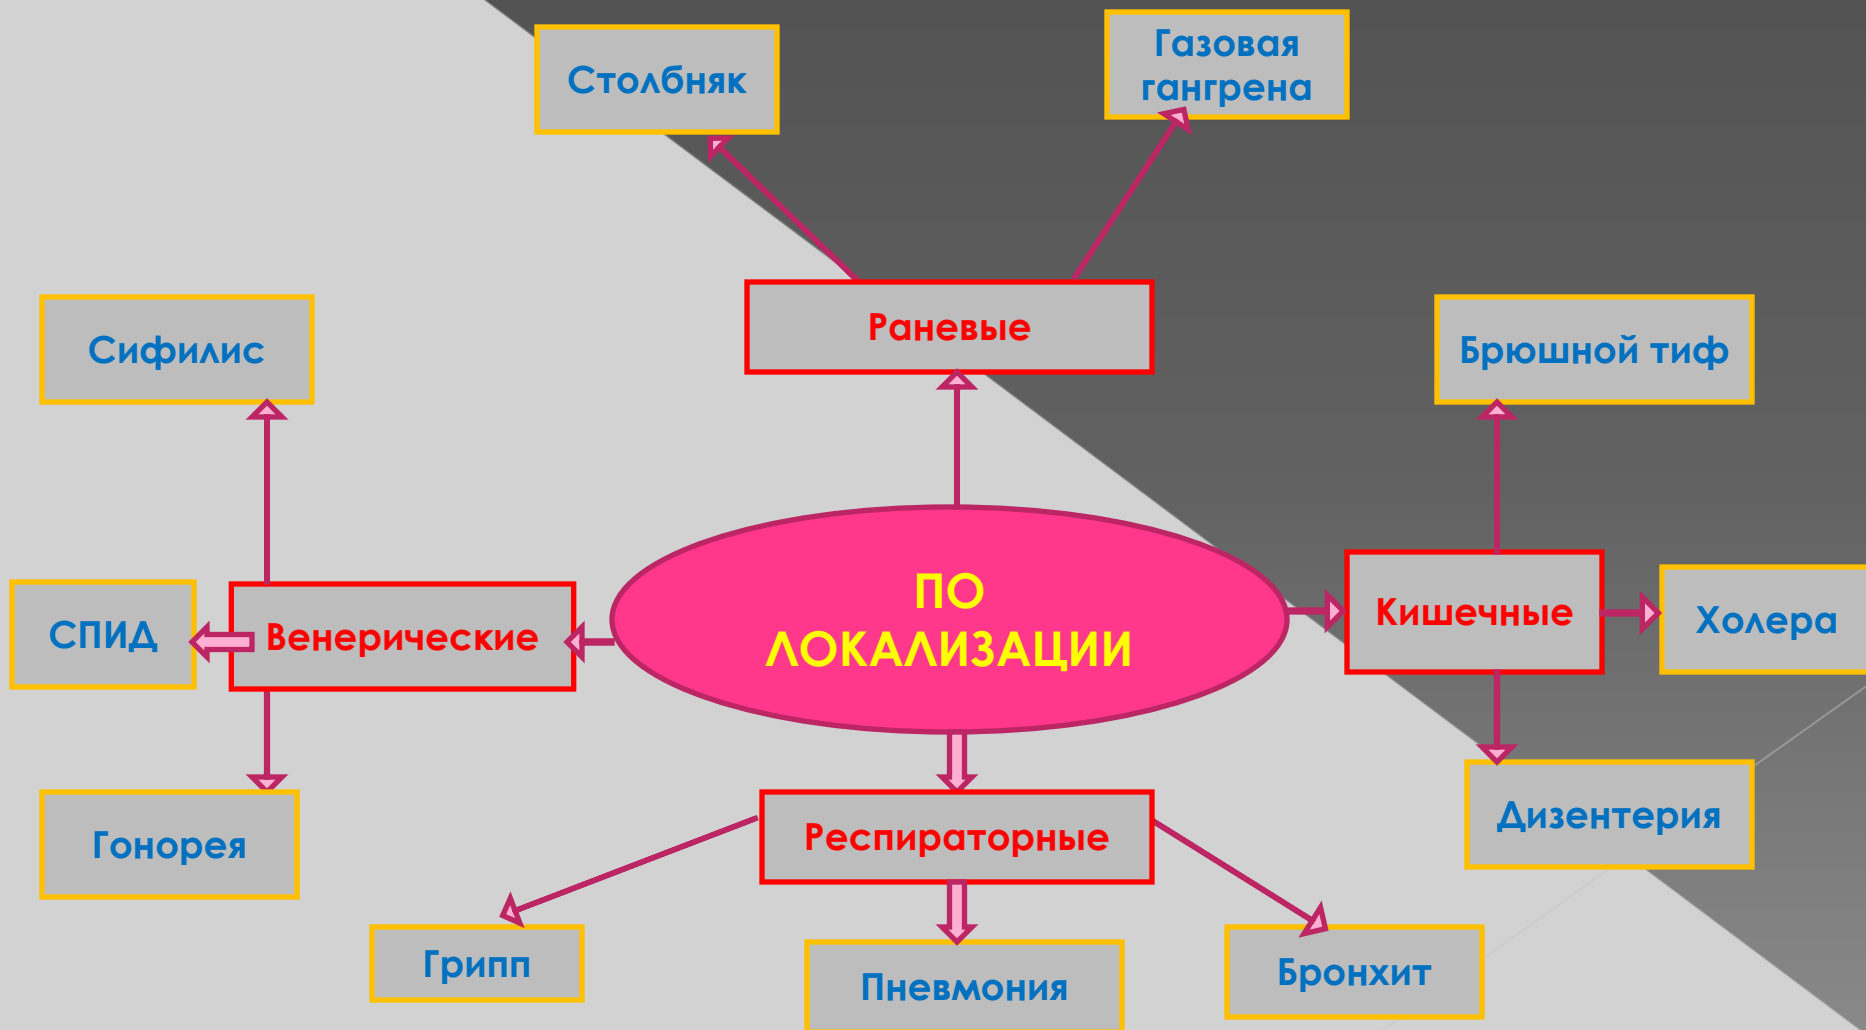 Столбняк
Газовая
гангрена
Раневые
Сифилис
Брюшной тиф
ПО
ЛОКАЛИЗАЦИИ
СПИД
Венерические
Кишечные
Холера
Гонорея
Респираторные
Дизентерия
Грипп
Пневмония
Бронхит